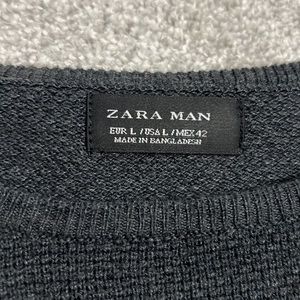 ZARA MAN
EUR L / USA L / MEX 42
MADE IN BANGLADESH